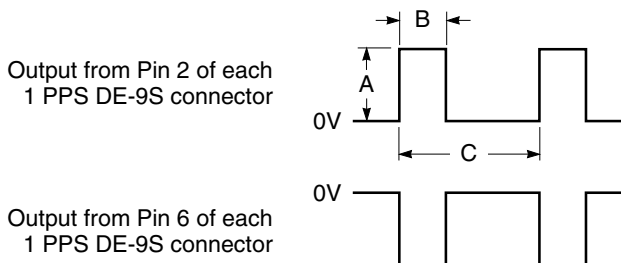 B
Output from Pin 2 of each
1 PPS DE-9S connector
A
0V
C
0V
Output from Pin 6 of each
1 PPS DE-9S connector